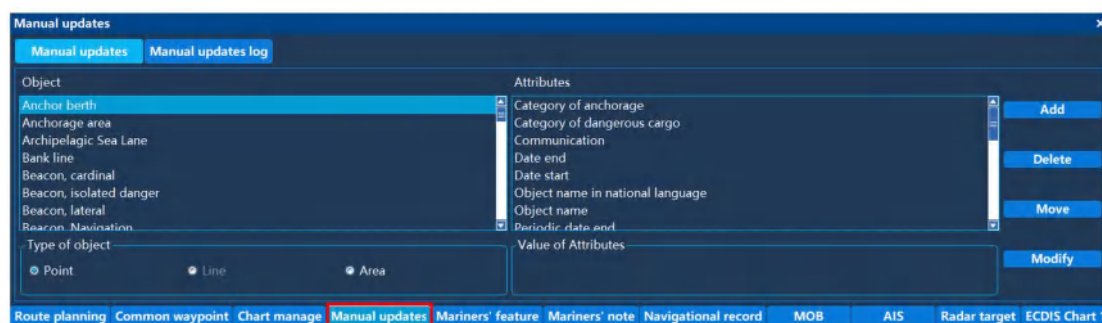 Manual updates
Manual updates Manual updates log
Object
Anchor berth
Anchorage area
Archipelagic Sea Lane
Bank line
Beacon, cardinal
Beacon, isolated danger
Beacon, lateral
Beacon, Navigation
Type of object
Point Line Area
Attributes
Category of anchorage
Category of dangerous cargo
Communication
Date end
Date start
Object name in national language
Object name
Periodic date end
Value of Attributes
Add
Delete
Move
Modify
Route planning Common waypoint Chart manage Manual updates Mariners' feature Mariners' note Navigational record MOB AIS Radar target ECDIS Chart